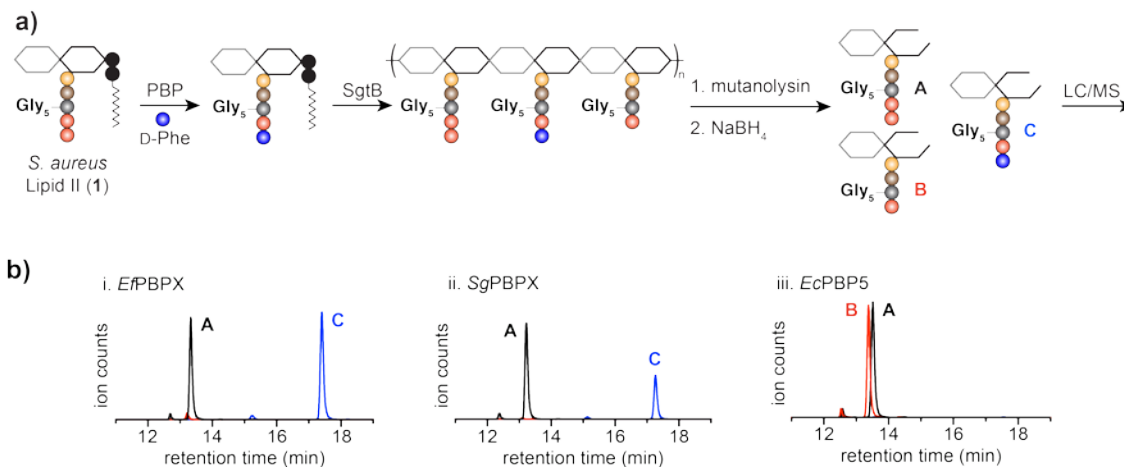 a)
Gly5
S. aureus
Lipid II (1)
PBP
D-Phe
Gly5
SgtB
Gly5
n
1. mutanolysin
2. NaBH4
Gly5
A
Gly5
B
Gly5
C
LC/MS
b)
i. EfPBPX
ion counts
A
C
12 14 16 18
retention time (min)
ii. SgPBPX
ion counts
A
C
12 14 16 18
retention time (min)
iii. EcPBP5
ion counts
B A
12 14 16 18
retention time (min)